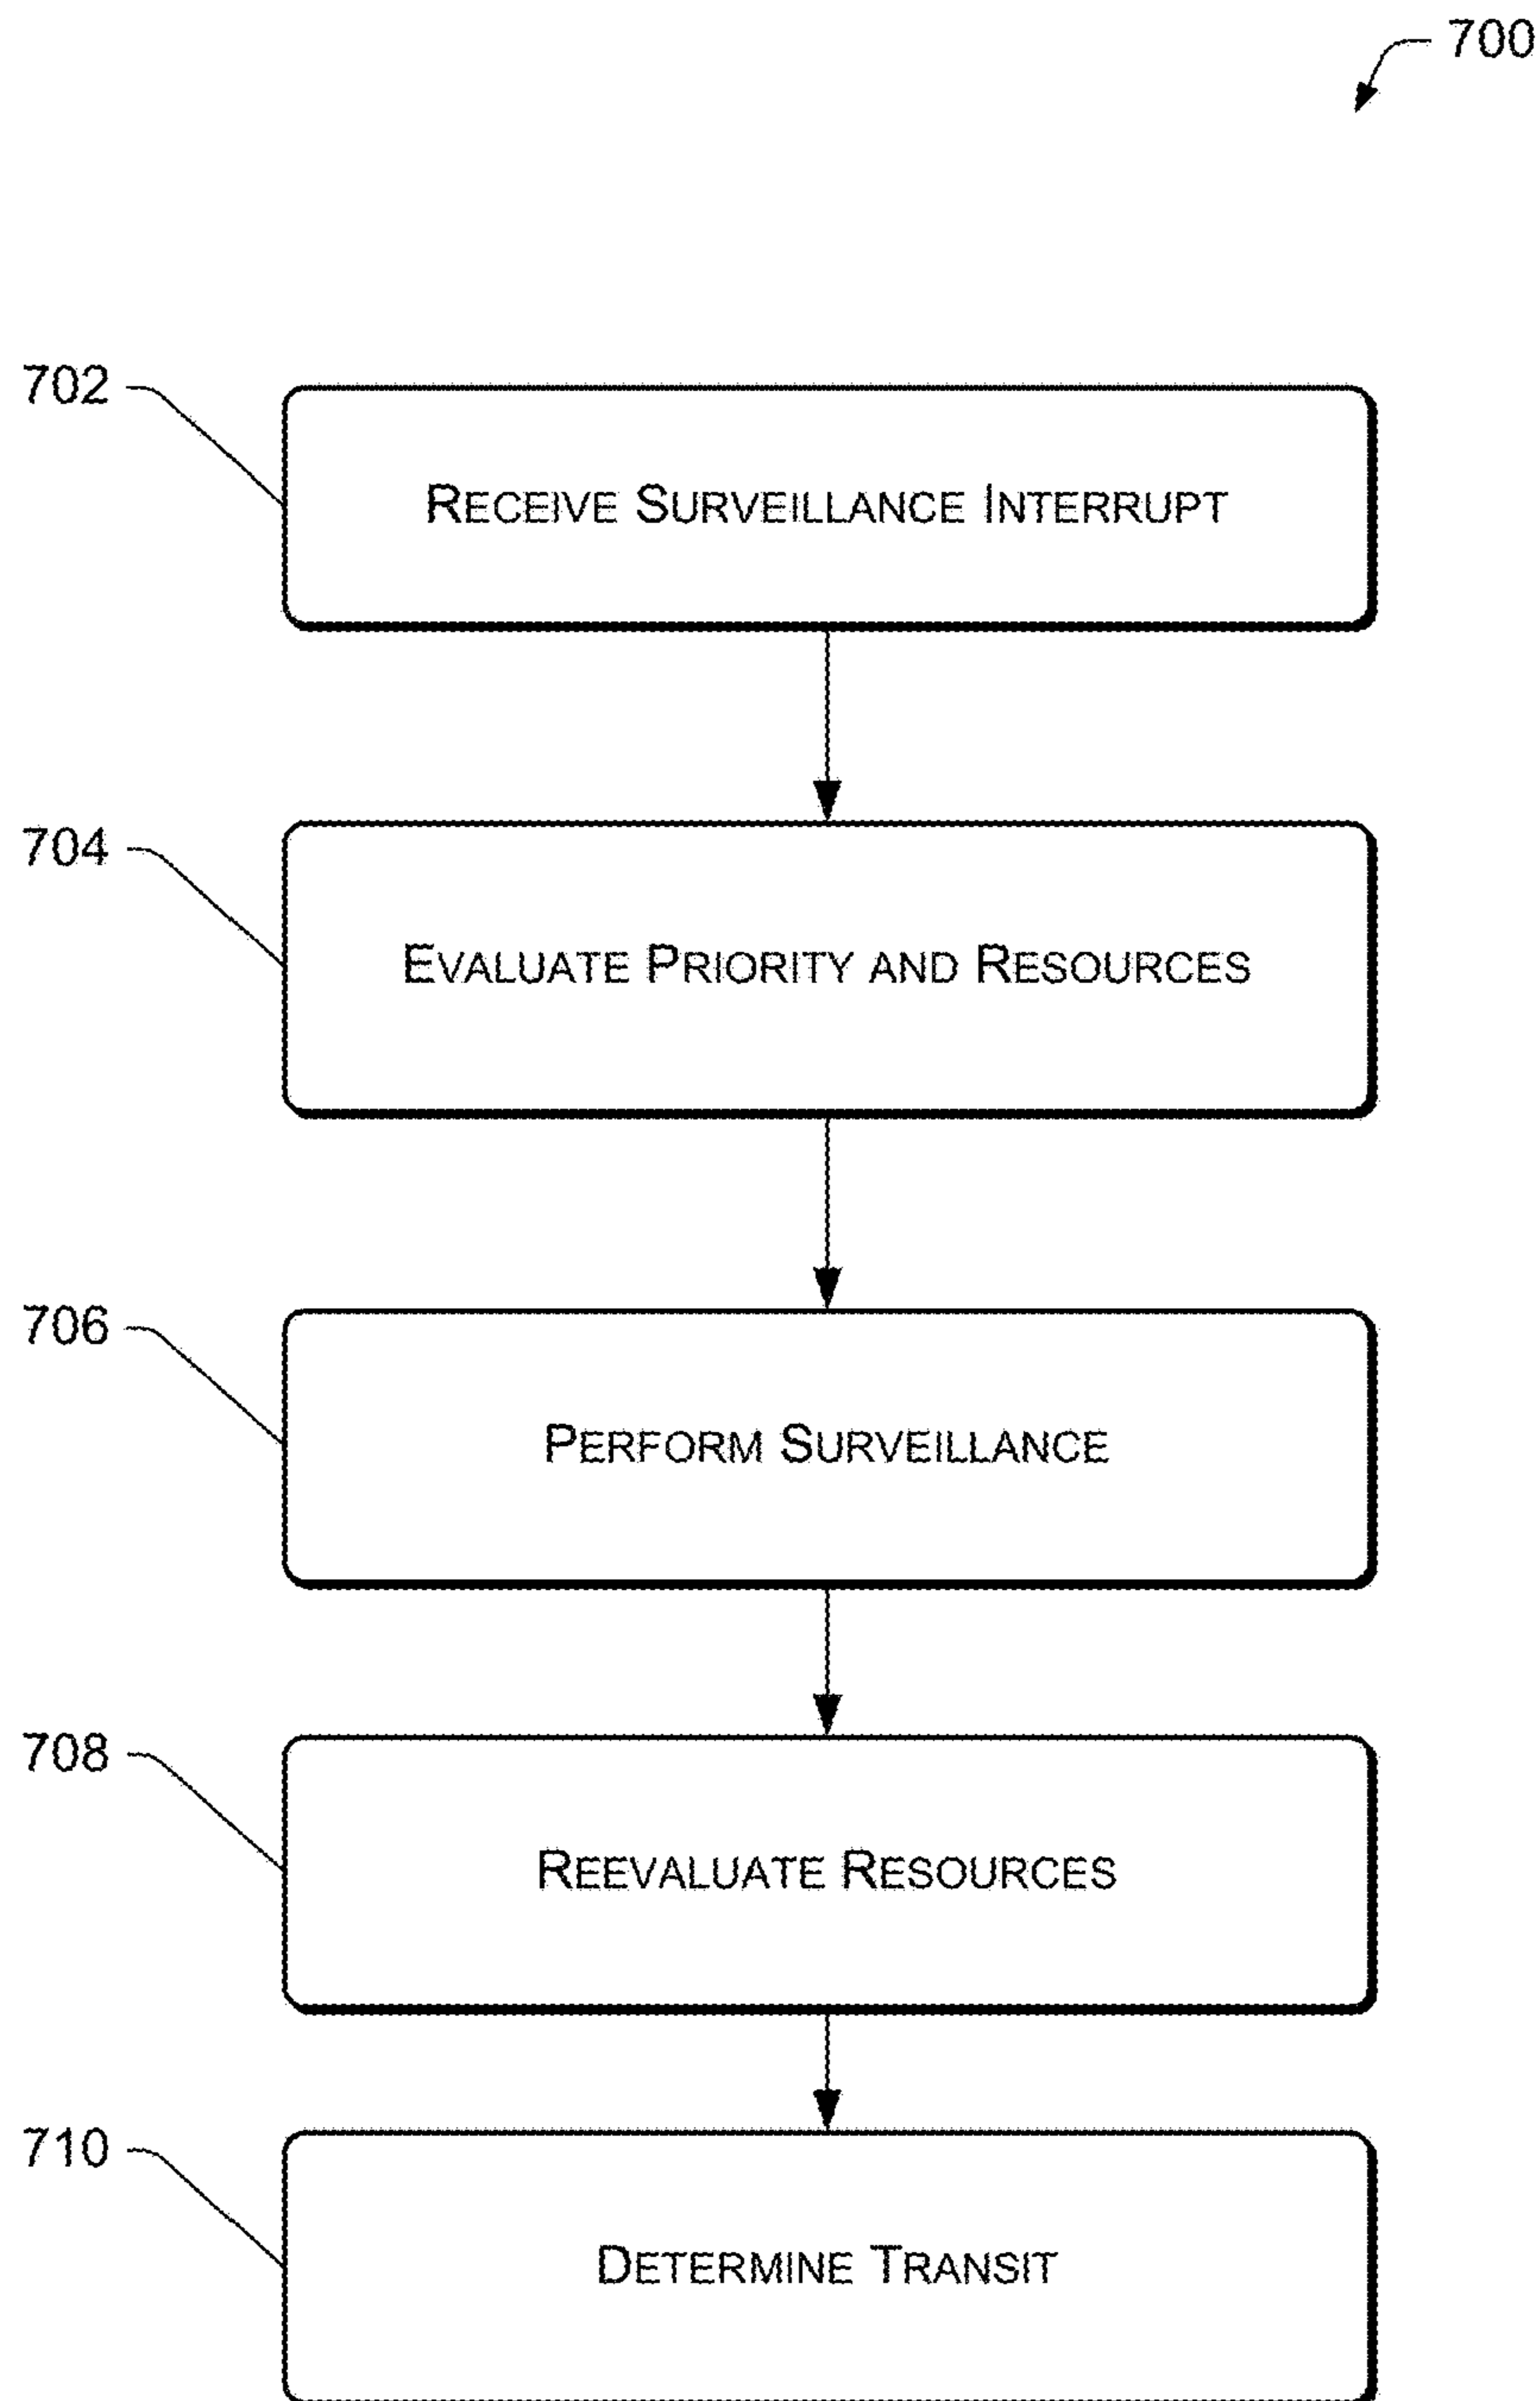 700
702
RECEIVE SURVEILLANCE INTERRUPT
704
EVALUATE PRIORITY AND RESOURCES
706
PERFORM SURVEILLANCE
708
REEVALUATE RESOURCES
710
DETERMINE TRANSIT